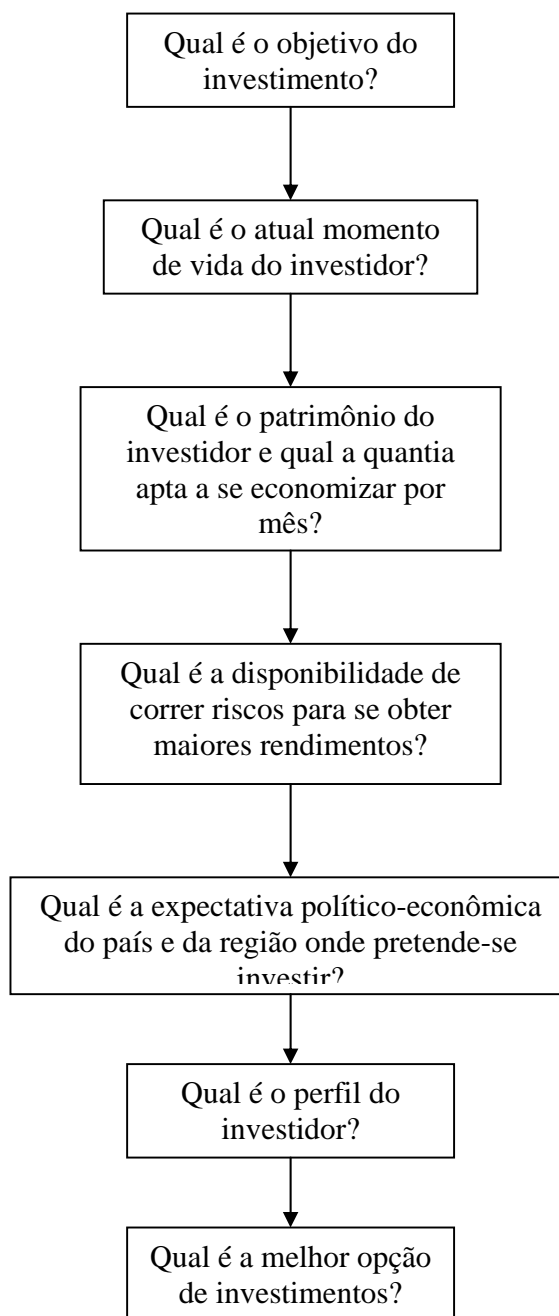 Qual é o objetivo do
investimento?
Qual é o atual momento
de vida do investidor?
Qual é o patrimônio do
investidor e qual a quantia
apta a se economizar por
mês?
Qual é a disponibilidade de
correr riscos para se obter
maiores rendimentos?
Qual é a expectativa político-econômica
do país e da região onde pretende-se
investir?
Qual é o perfil do
investidor?
Qual é a melhor opção
de investimentos?